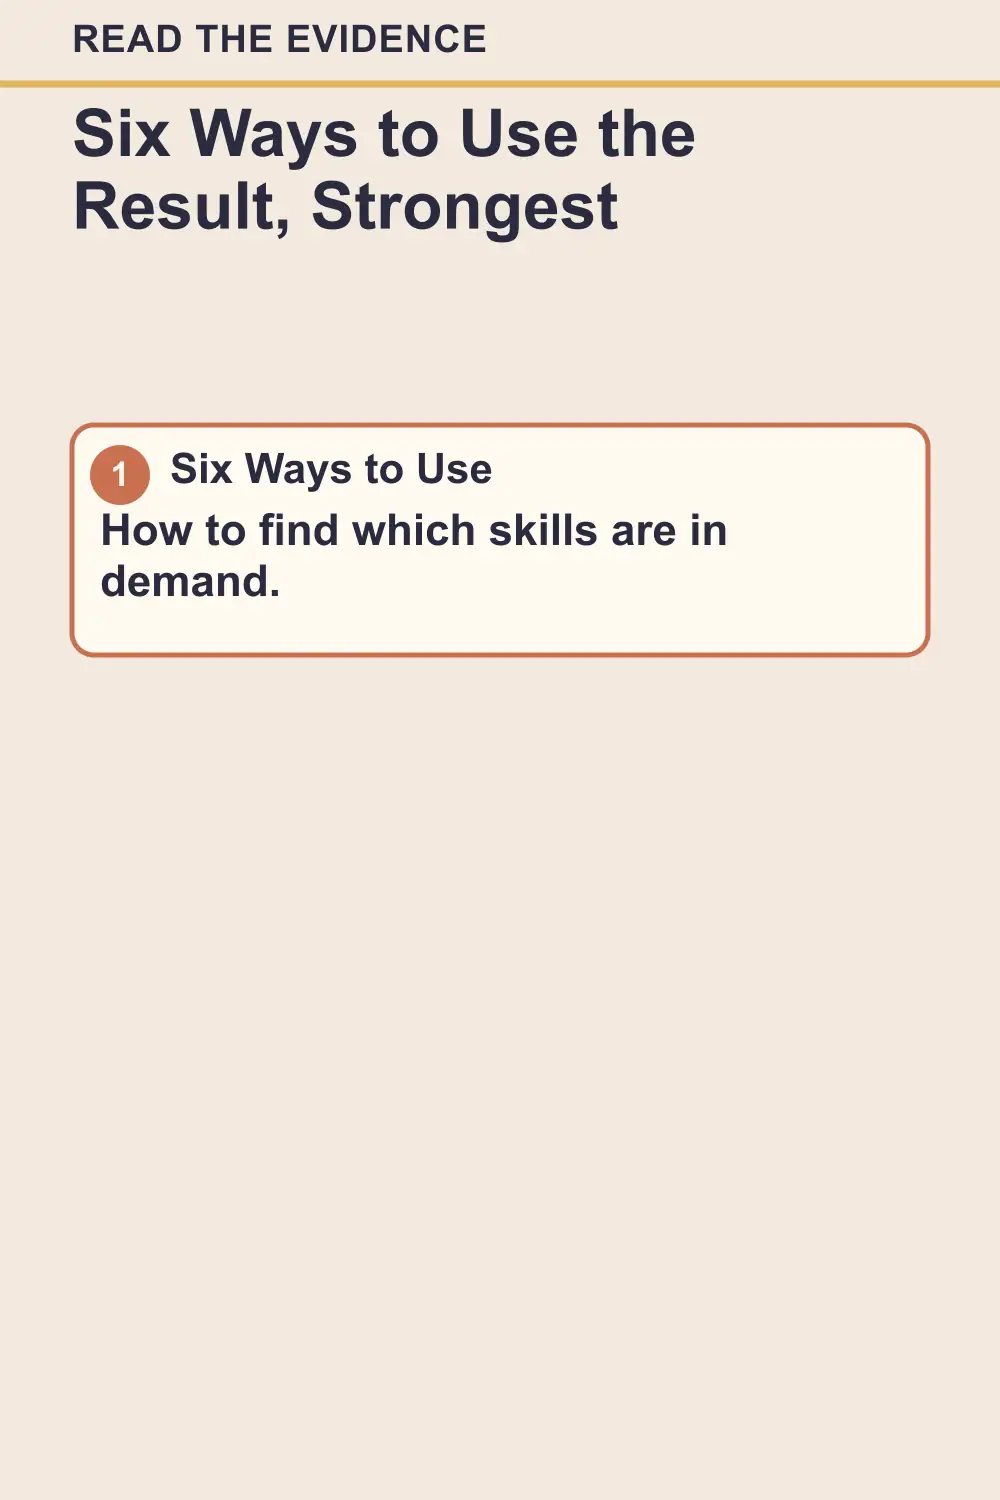 READ THE EVIDENCE
Six Ways to Use the
Result, Strongest
1 Six Ways to Use
How to find which skills are in
demand.